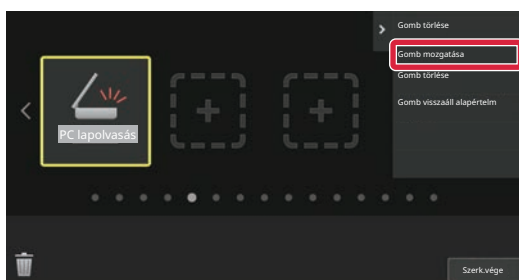 Gomb törlése
Gomb mozgatása
Gomb törlése
Gomb visszaáll alapértelm
PC lapolvasás
Szerk.vége